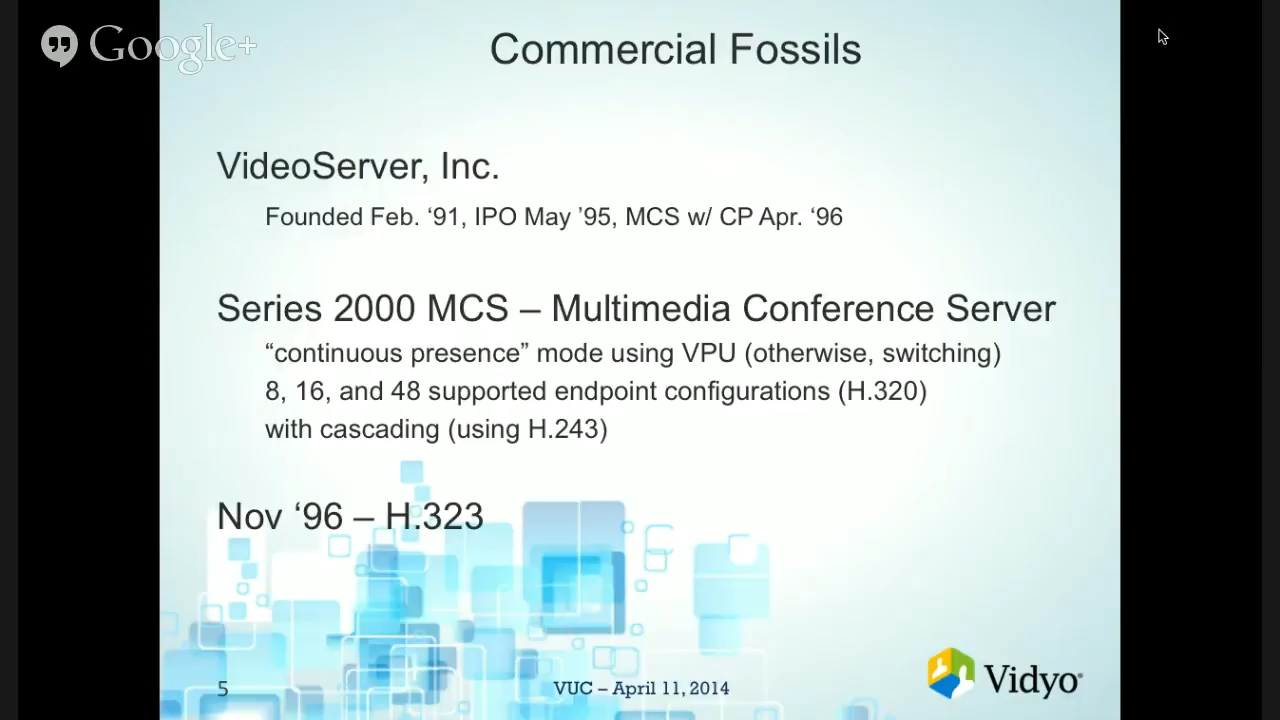 Google+
Commercial Fossils
VideoServer, Inc.
Founded Feb. ‘91, IPO May ’95, MCS w/ CP Apr. ‘96
Series 2000 MCS – Multimedia Conference Server
“continuous presence” mode using VPU (otherwise, switching)
8, 16, and 48 supported endpoint configurations (H.320)
with cascading (using H.243)
Nov ‘96 – H.323
5
VUC – April 11, 2014
Vidyo